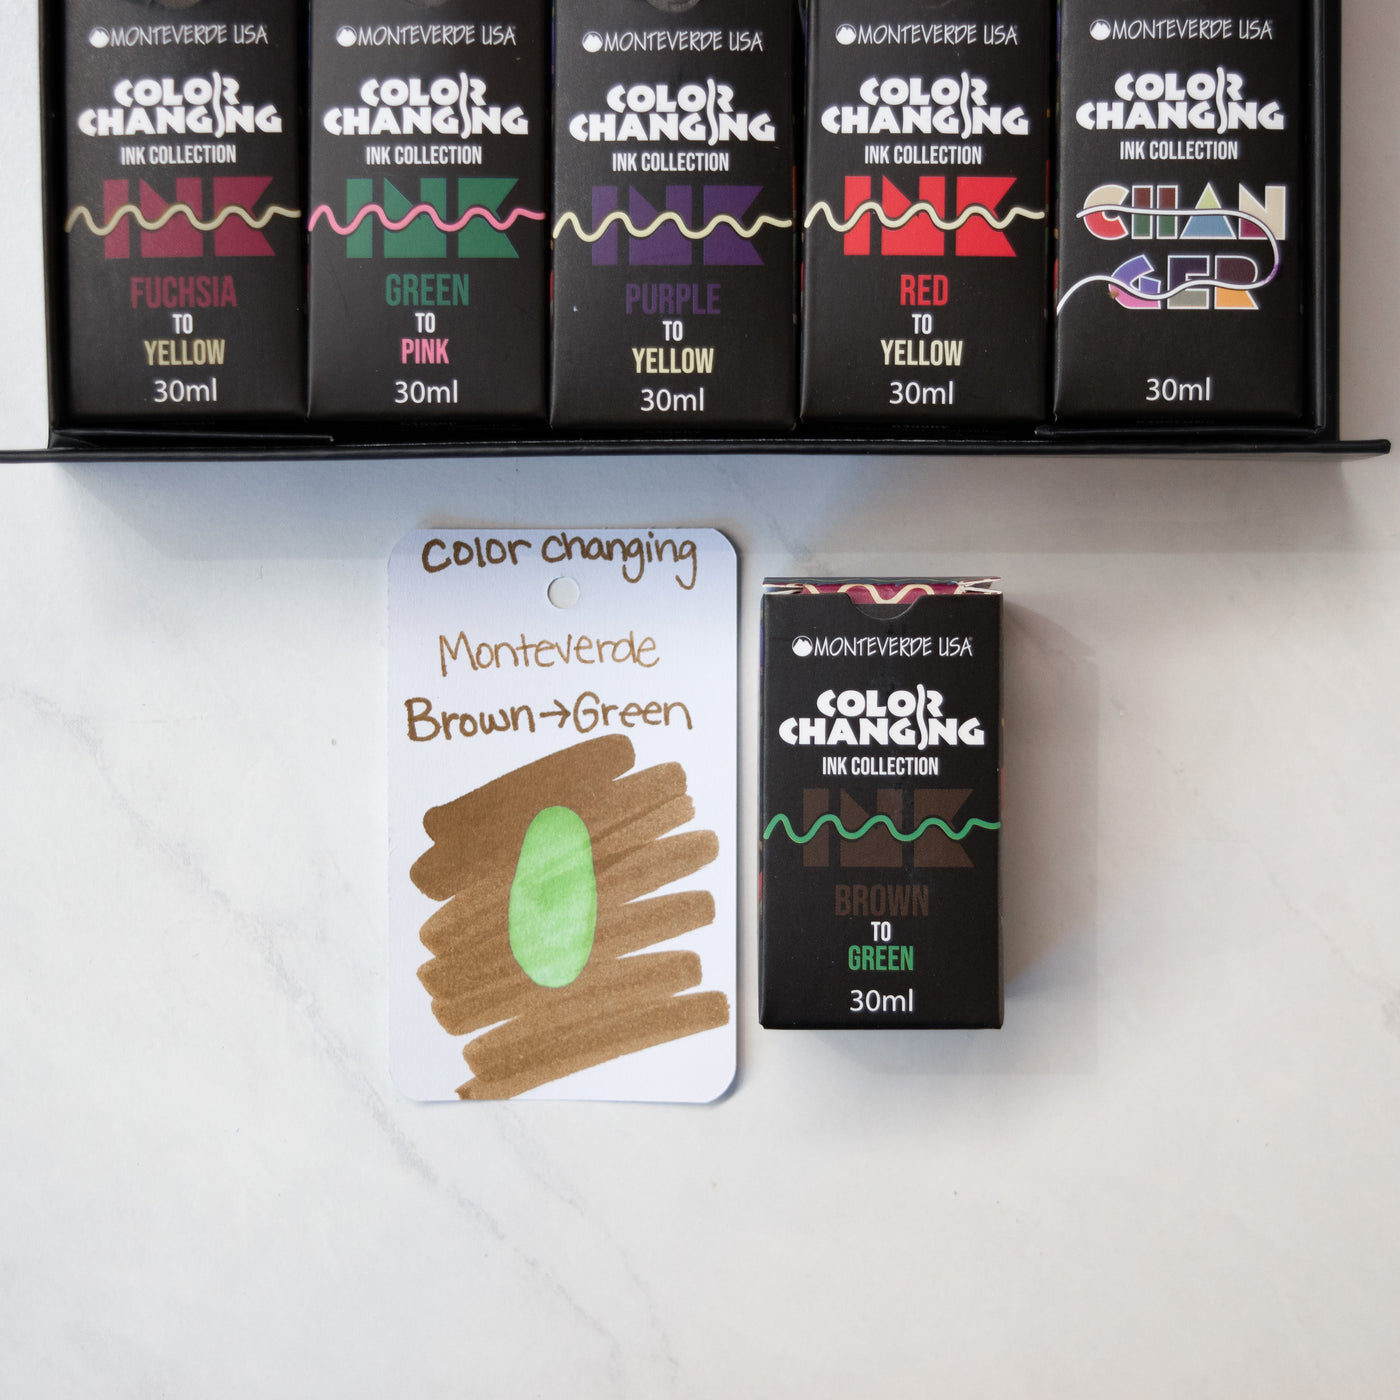 MONTEVERDE USA
COLOR
CHANGING
INK COLLECTION
INK
FUCHSIA
TO
YELLOW
30ml
MONTEVERDE USA
COLOR
CHANGING
INK COLLECTION
INK
GREEN
TO
PINK
30ml
MONTEVERDE USA
COLOR
CHANGING
INK COLLECTION
INK
PURPLE
TO
YELLOW
30ml
MONTEVERDE USA
COLOR
CHANGING
INK COLLECTION
INK
RED
TO
YELLOW
30ml
MONTEVERDE USA
COLOR
CHANGING
INK COLLECTION
CHAN
GER
30ml
Color changing
Monteverde
Brown→Green
MONTEVERDE USA
COLOR
CHANGING
INK COLLECTION
INK
BROWN
TO
GREEN
30ml